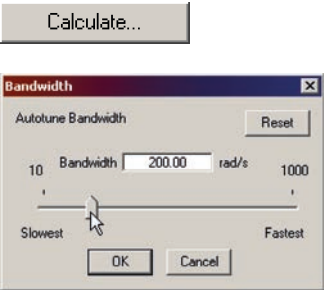 Calculate...
Bandwidth
Autotune Bandwidth
Reset
10 Bandwidth 200.00 rad/s 1000
Slowest Fastest
OK Cancel